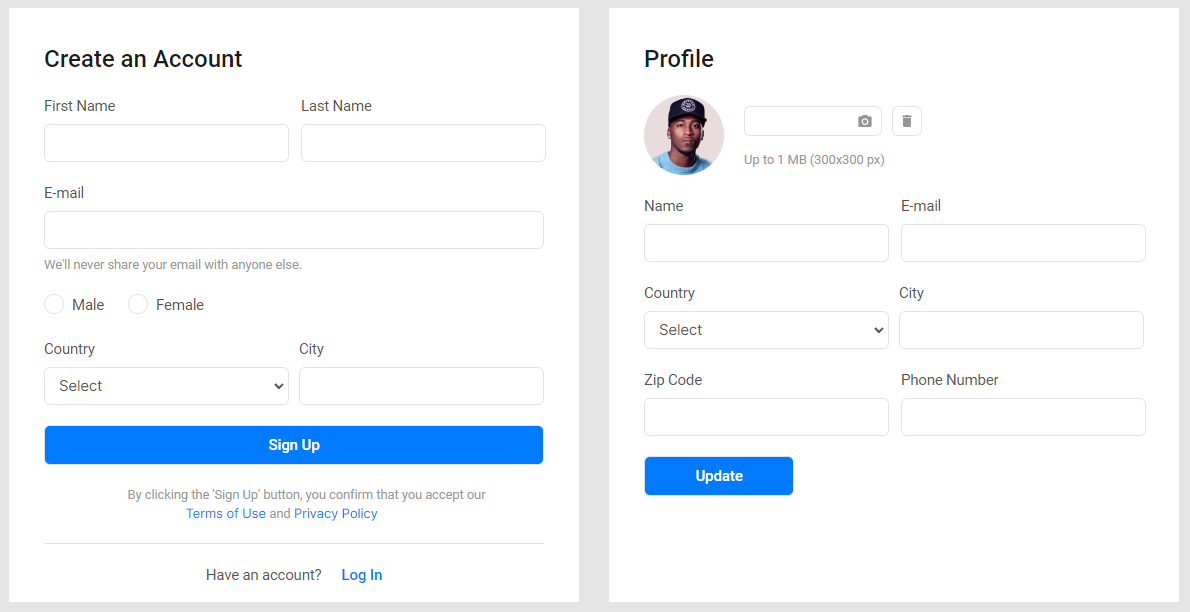 Create an Account
First Name Last Name
E-mail
We'll never share your email with anyone else.
Male Female
Country City
Select
Sign Up
By clicking the 'Sign Up' button, you confirm that you accept our
Terms of Use and Privacy Policy
Have an account? Log In
Profile
Up to 1 MB (300x300 px)
Name E-mail
Country City
Select
Zip Code Phone Number
Update